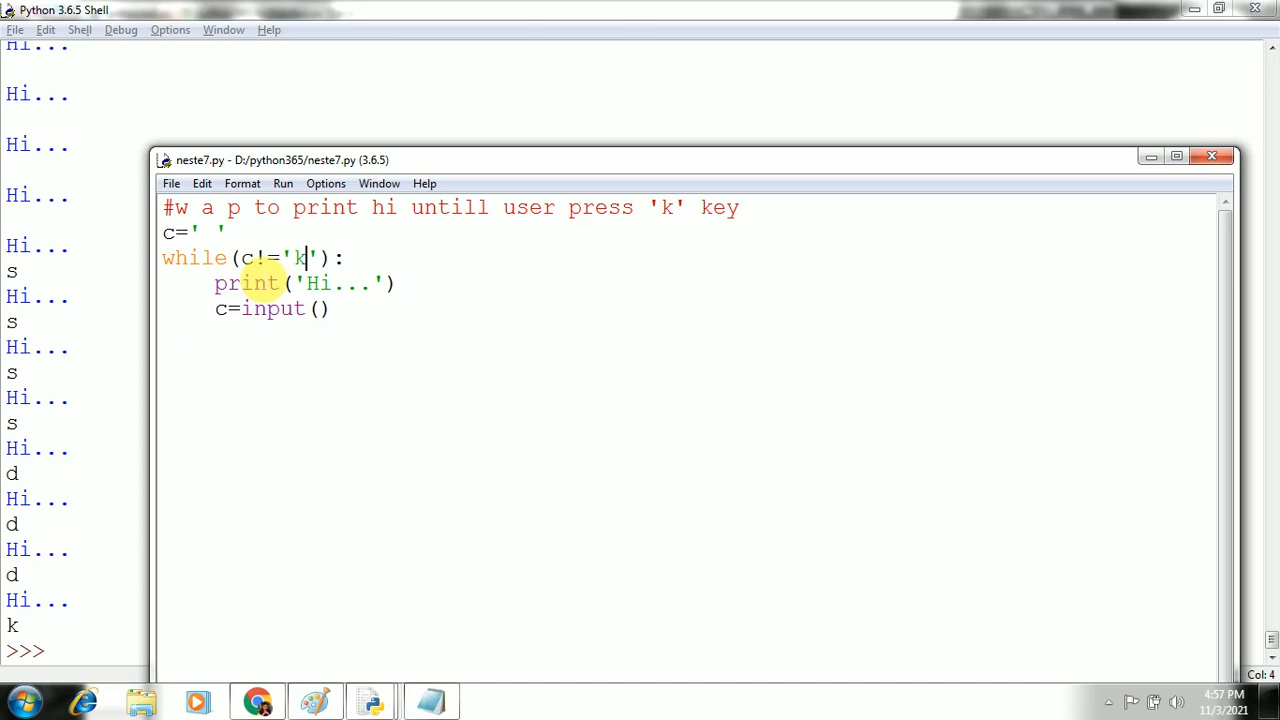 Python 3.6.5 Shell
File Edit Shell Debug Options Window Help
Hi...
Hi...
Hi...
Hi...
Hi...
s
Hi...
s
Hi...
s
Hi...
s
Hi...
d
Hi...
d
Hi...
d
Hi...
k
>>>
neste7.py - D:/python365/neste7.py (3.6.5)
File Edit Format Run Options Window Help
#w a p to print hi untill user press 'k' key
c=' '
while(c!='k'):
    print('Hi...')
    c=input()
Col: 4
4:57 PM
11/3/2021